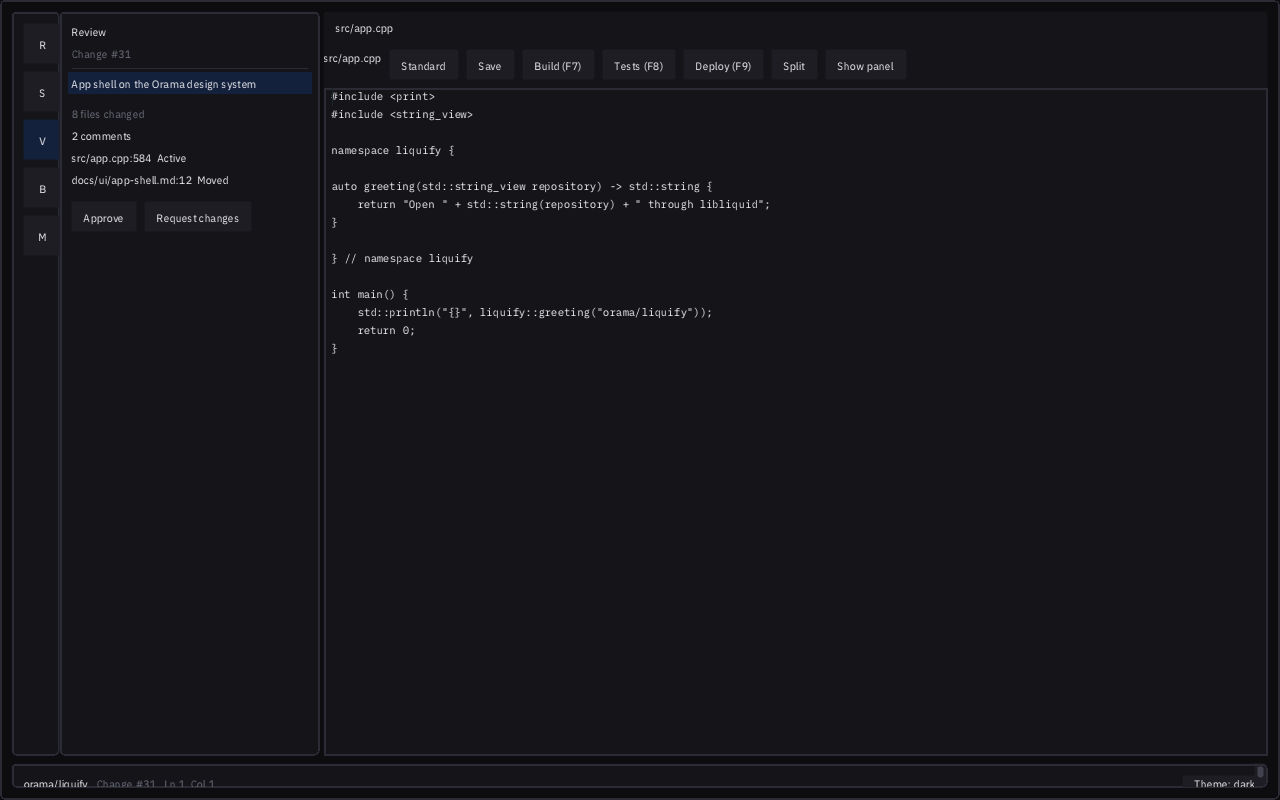 R
S
V
B
M
Review
Change #31
App shell on the Orama design system
8 files changed
2 comments
src/app.cpp:584 Active
docs/ui/app-shell.md:12 Moved
Approve Request changes
src/app.cpp
src/app.cpp Standard Save Build (F7) Tests (F8) Deploy (F9) Split Show panel
#include <print>
#include <string_view>
namespace liquify {
auto greeting(std::string_view repository) -> std::string {
    return "Open " + std::string(repository) + " through libliquid";
}
} // namespace liquify
int main() {
    std::println("{}", liquify::greeting("orama/liquify"));
    return 0;
}
orama/liquify Change #31 Ln 1, Col 1 Theme: dark